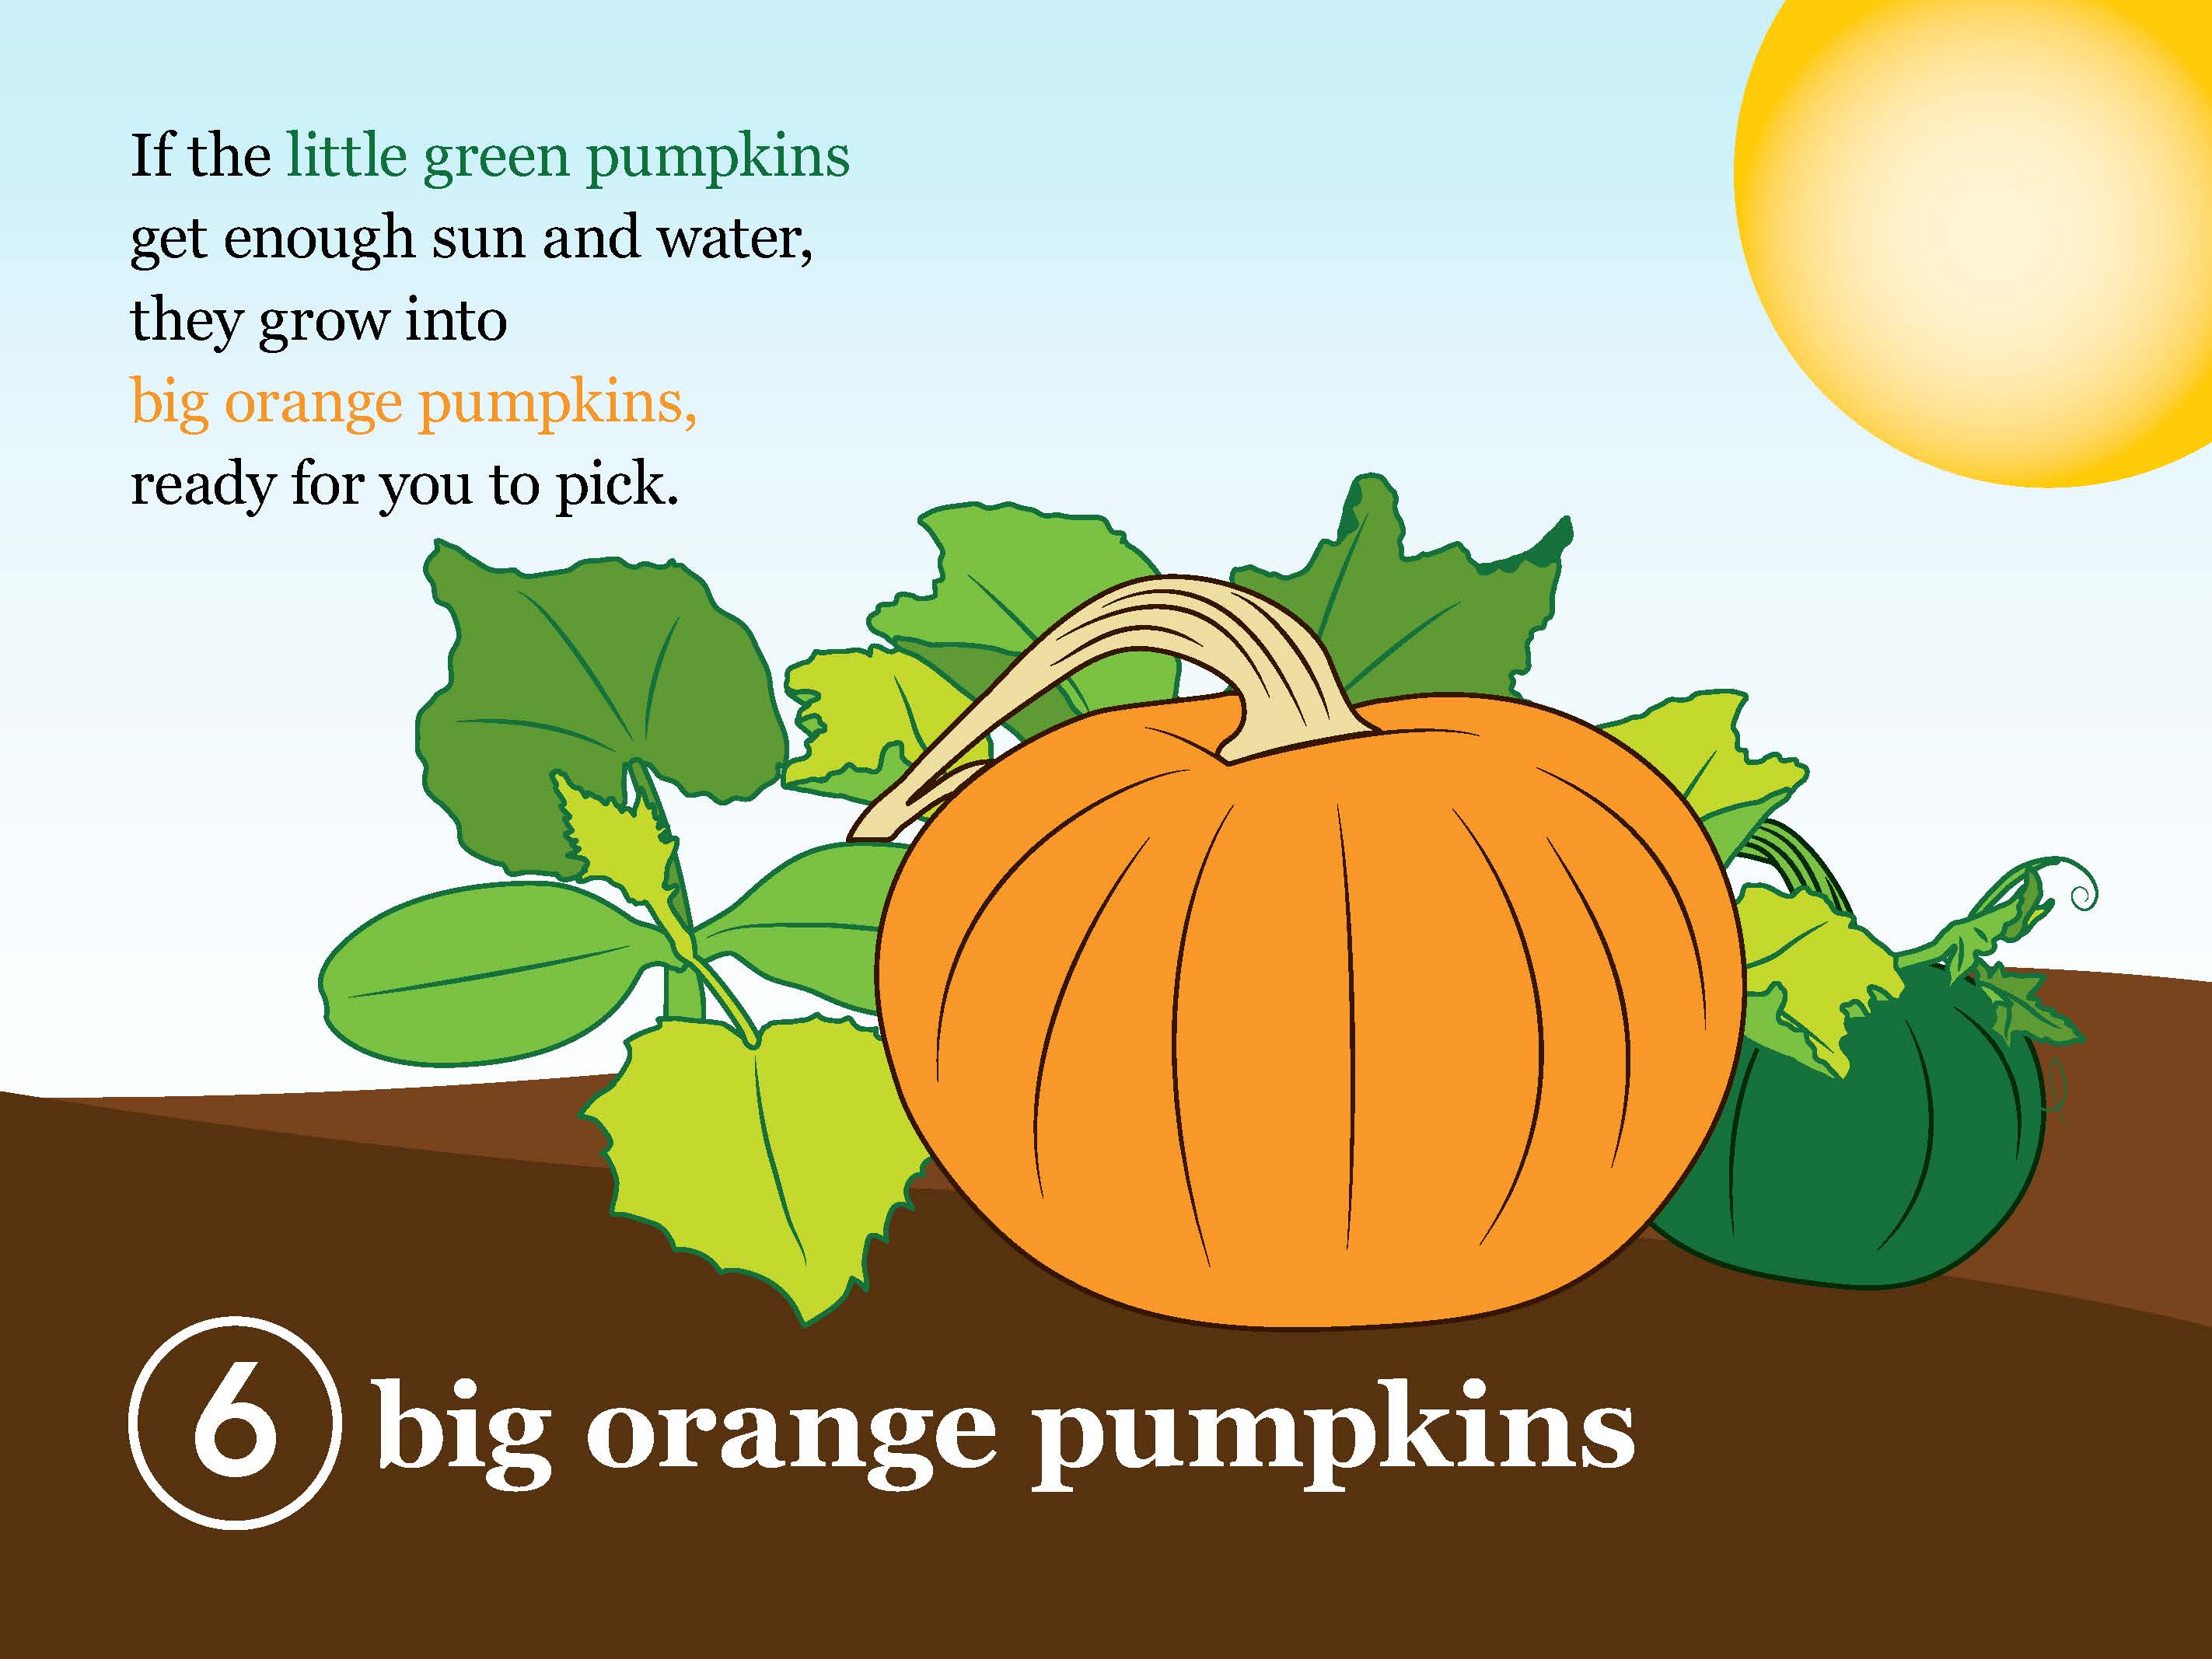 If the little green pumpkins
get enough sun and water,
they grow into
big orange pumpkins,
ready for you to pick.
6 big orange pumpkins